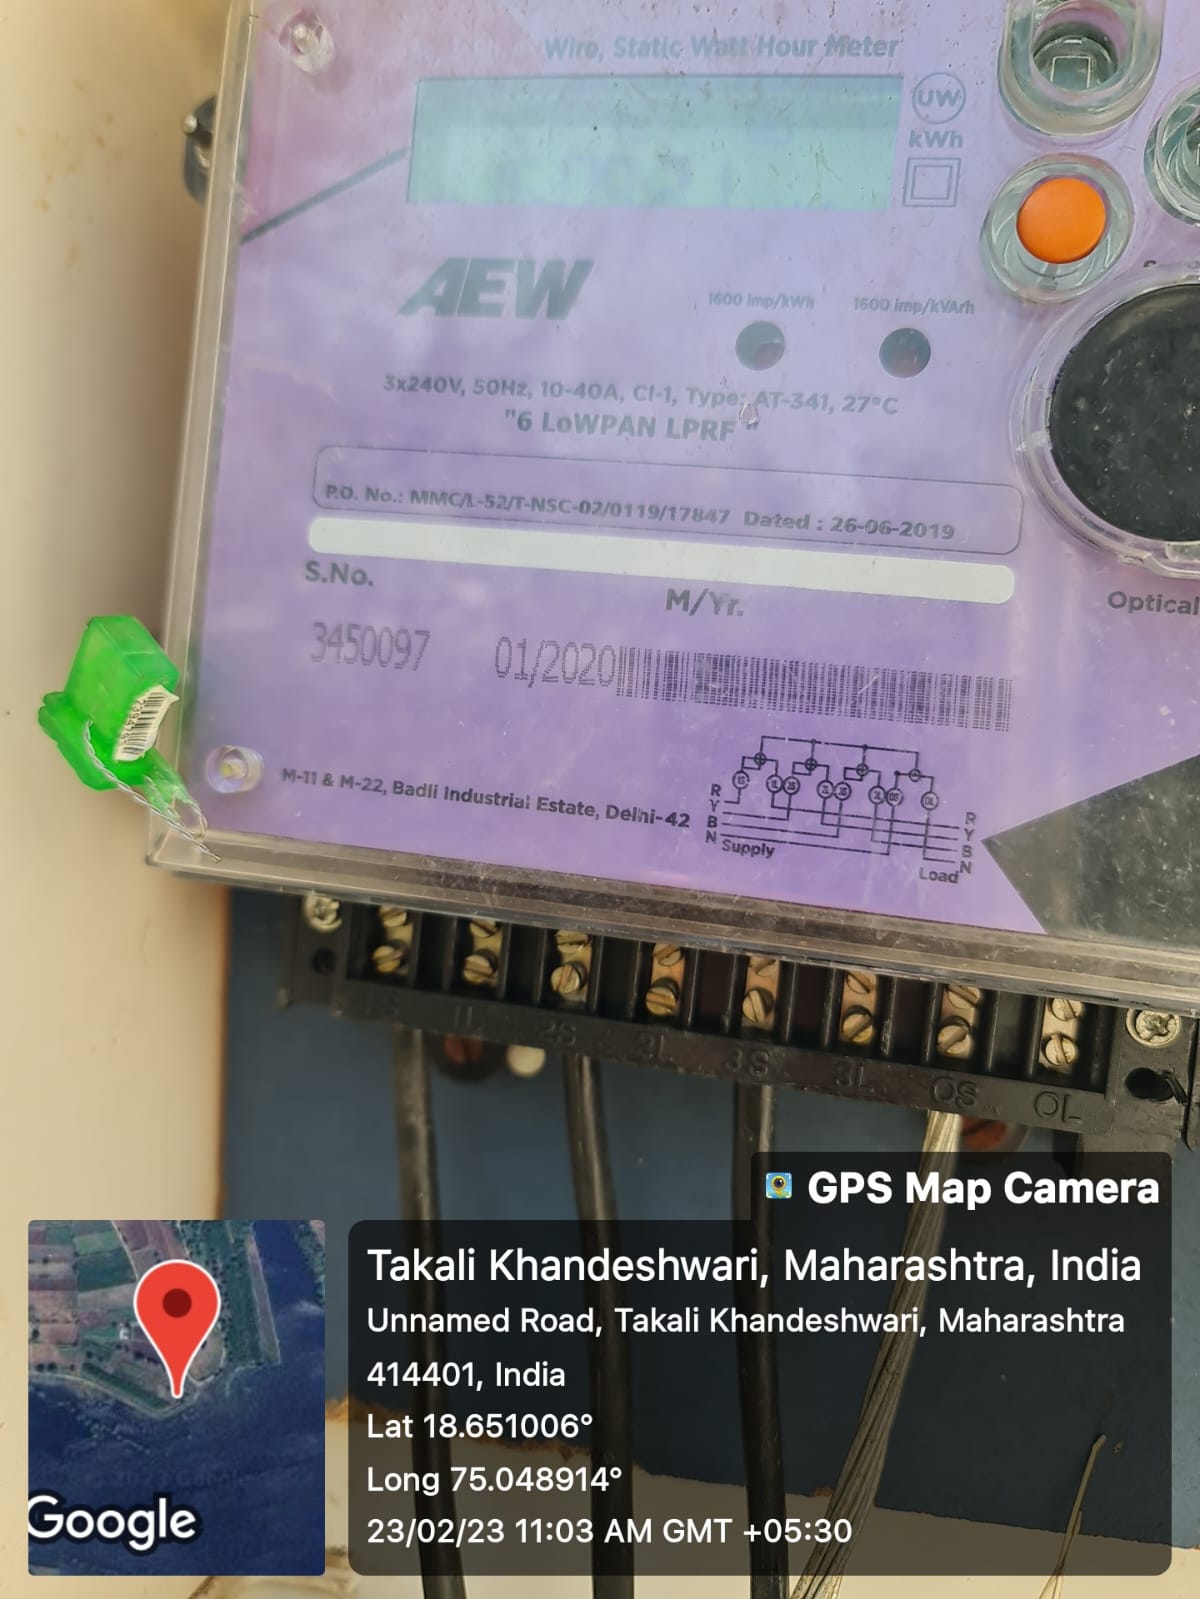 Wire, Static Watt Hour Meter
UW
kWh
AEW
1600 imp/kWh 1600 imp/kVArh
3x240V, 50Hz, 10-40A, Cl-1, Type: AT-341, 27°C
"6 LoWPAN LPRF"
P.O. No.: MMC/L-52/T-NSC-02/0119/17847 Dated : 26-06-2019
S.No. M/Yr.
Optical
3450097 01/2020
M-11 & M-22, Badli Industrial Estate, Delhi-42
R
Y
B
N Supply
R
Y
B
N
Load
2S 2L 3S 3L OS OL
GPS Map Camera
Takali Khandeshwari, Maharashtra, India
Unnamed Road, Takali Khandeshwari, Maharashtra
414401, India
Lat 18.651006°
Long 75.048914°
23/02/23 11:03 AM GMT +05:30
Google